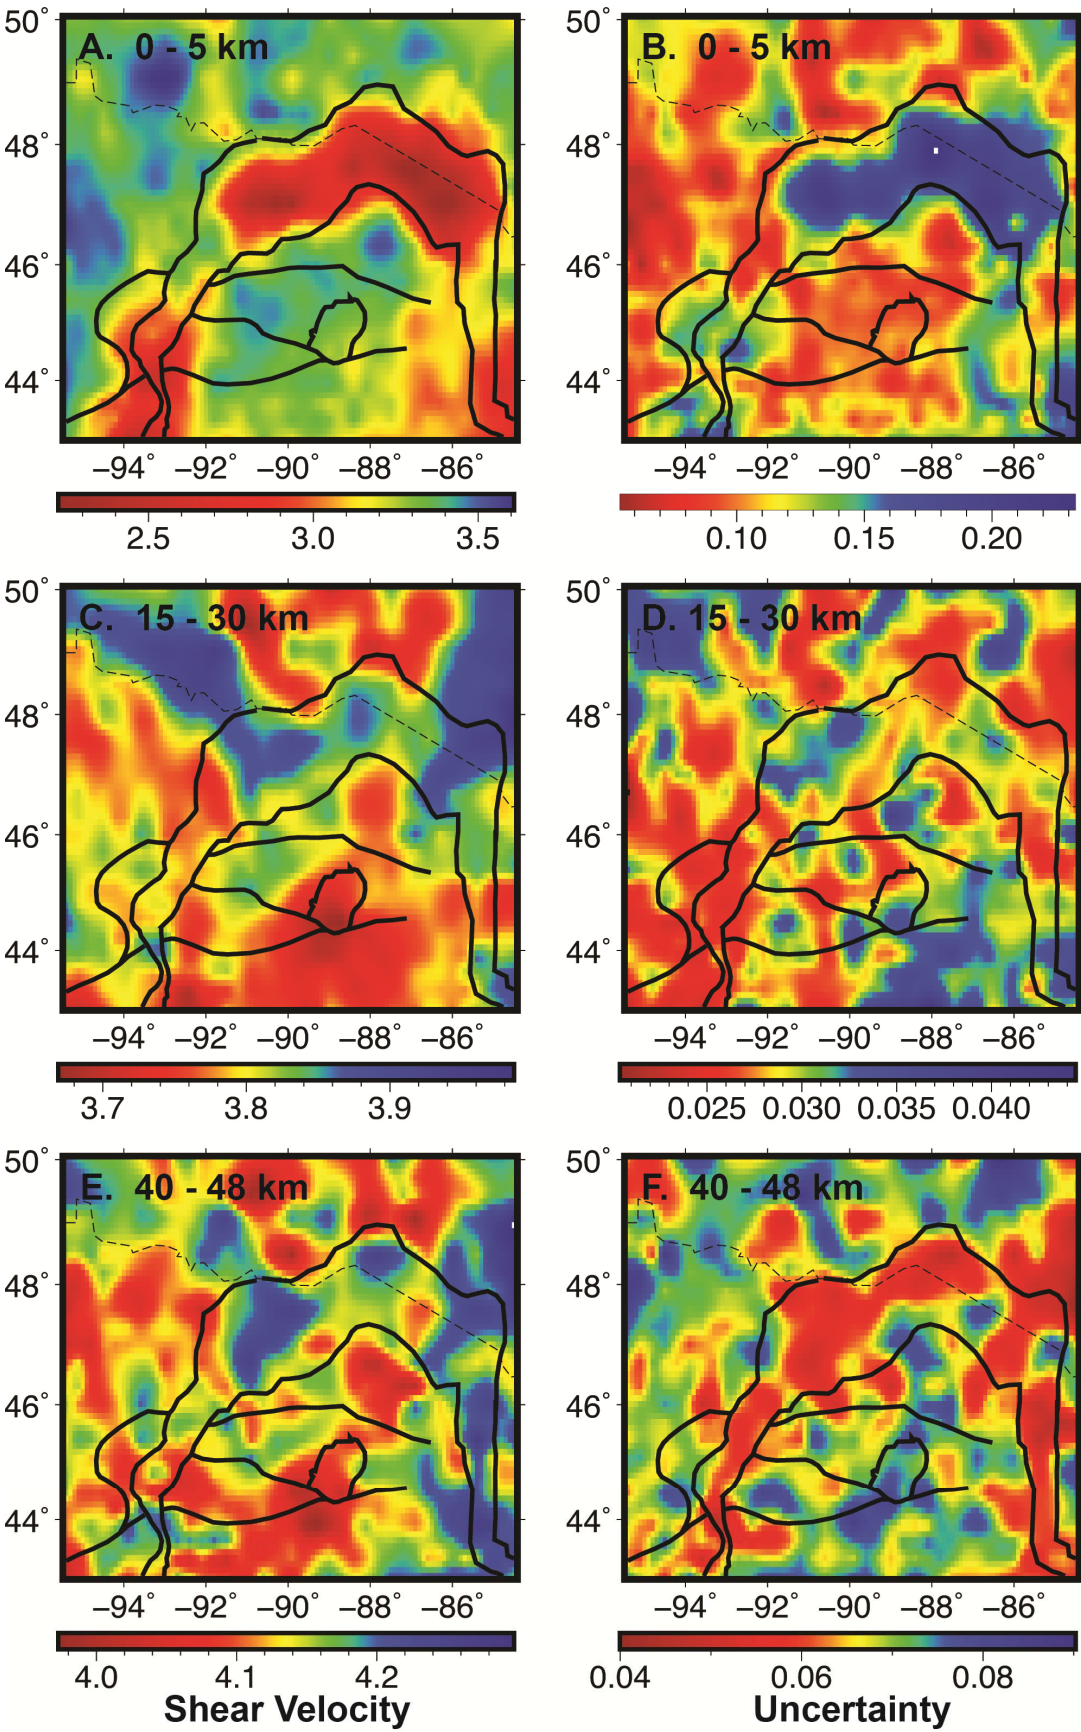 50° A. 0 - 5 km 50° B. 0 - 5 km
48° 48°
46° 46°
44° 44°
−94° −92° −90° −88° −86° −94° −92° −90° −88° −86°
2.5 3.0 3.5 0.10 0.15 0.20
50° C. 15 - 30 km 50° D. 15 - 30 km
48° 48°
46° 46°
44° 44°
−94° −92° −90° −88° −86° −94° −92° −90° −88° −86°
3.7 3.8 3.9 0.025 0.030 0.035 0.040
50° E. 40 - 48 km 50° F. 40 - 48 km
48° 48°
46° 46°
44° 44°
−94° −92° −90° −88° −86° −94° −92° −90° −88° −86°
4.0 4.1 4.2 0.04 0.06 0.08
Shear Velocity Uncertainty